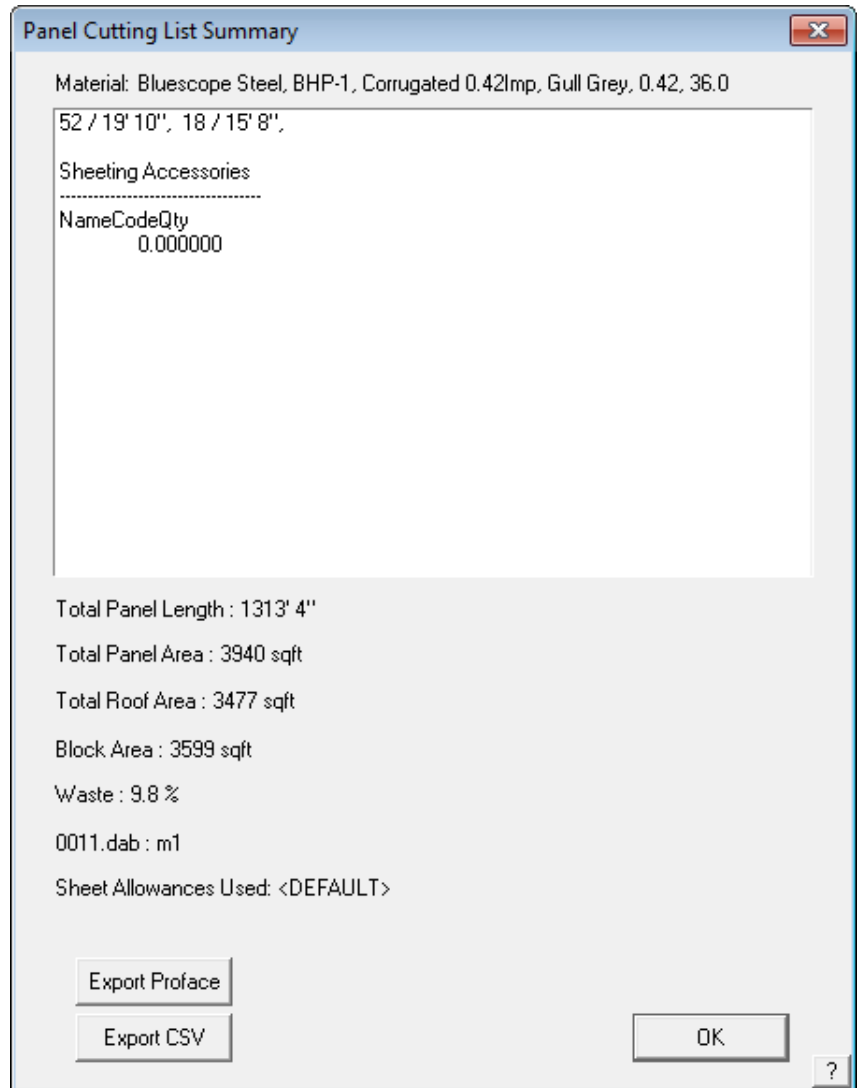 Panel Cutting List Summary
Material: Bluescope Steel, BHP-1, Corrugated 0.42Imp, Gull Grey, 0.42, 36.0
52 / 19' 10'', 18 / 15' 8'',
Sheeting Accessories
------------------------------------
NameCodeQty
0.000000
Total Panel Length : 1313' 4''
Total Panel Area : 3940 sqft
Total Roof Area : 3477 sqft
Block Area : 3599 sqft
Waste : 9.8 %
0011.dab : m1
Sheet Allowances Used: <DEFAULT>
Export Proface
Export CSV
OK
?